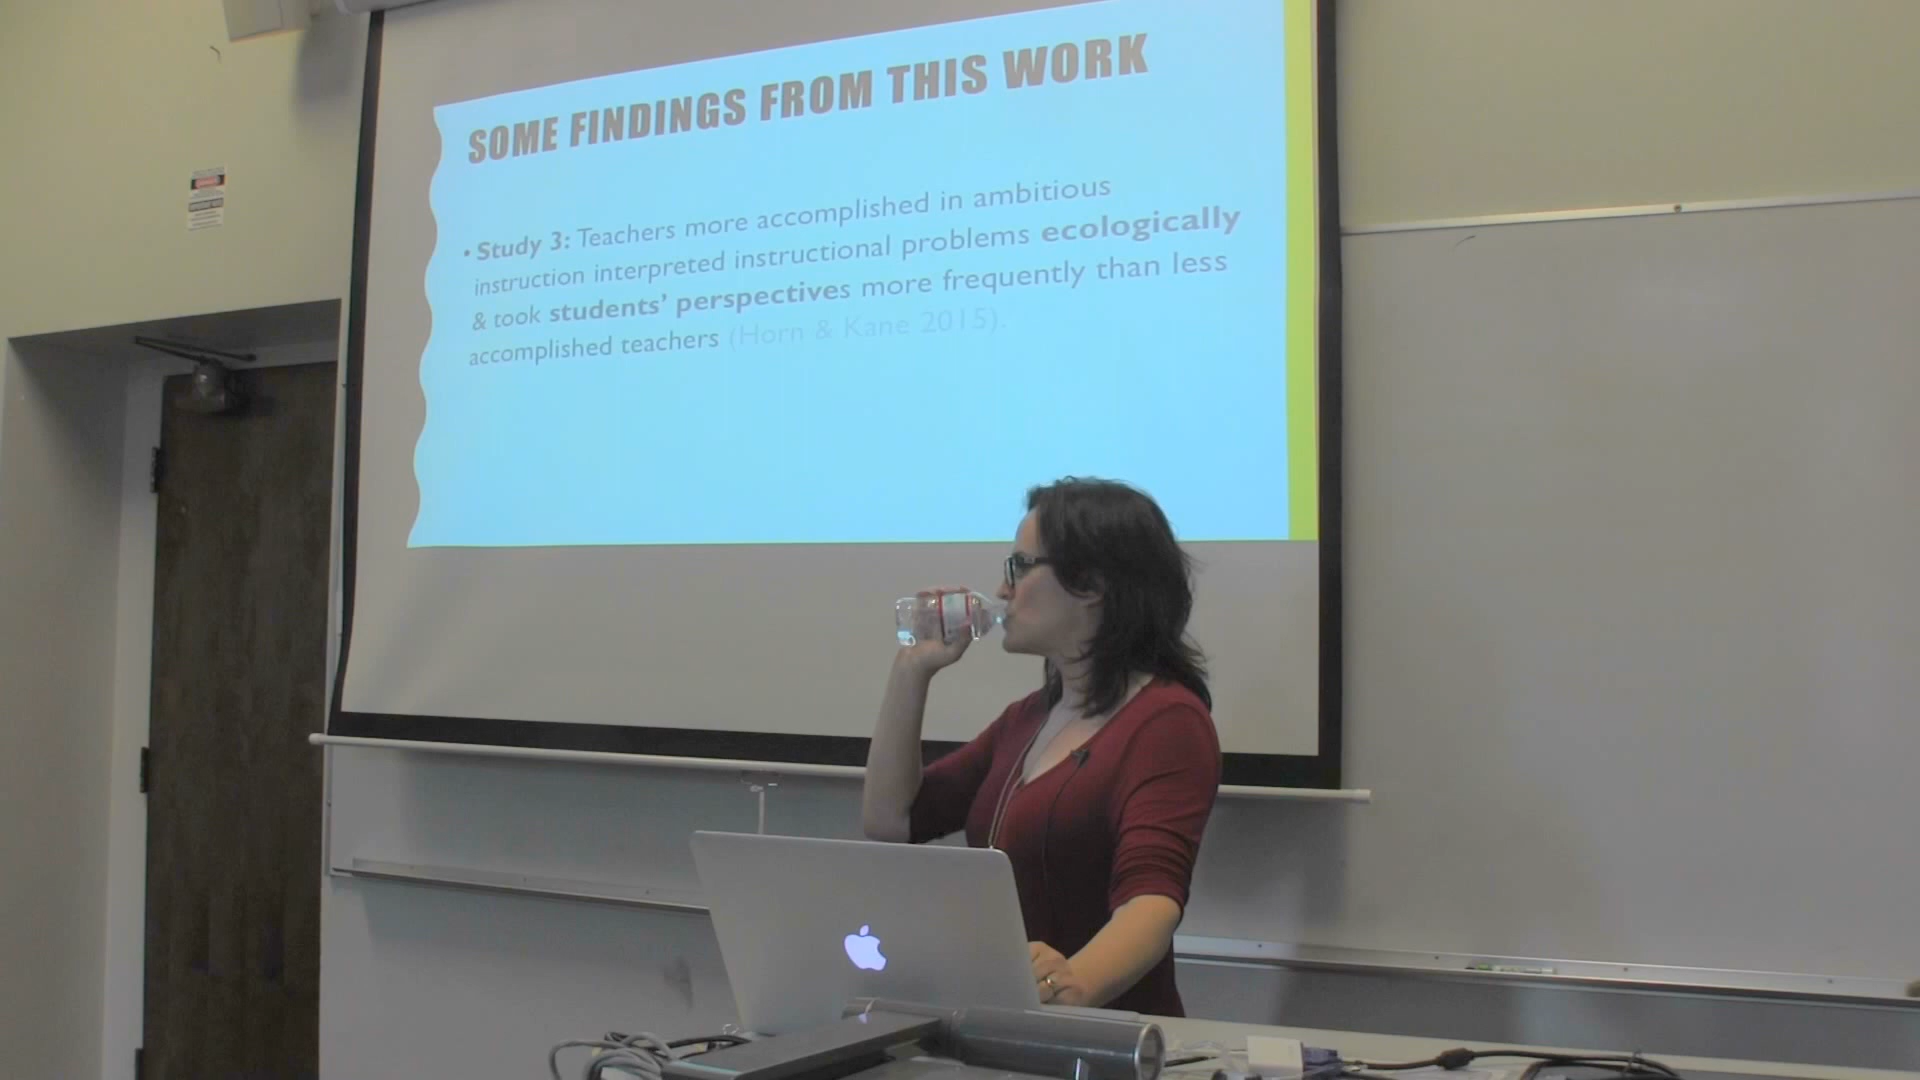 SOME FINDINGS FROM THIS WORK
• Study 3: Teachers more accomplished in ambitious
instruction interpreted instructional problems ecologically
& took students’ perspectives more frequently than less
accomplished teachers (Horn & Kane 2015).